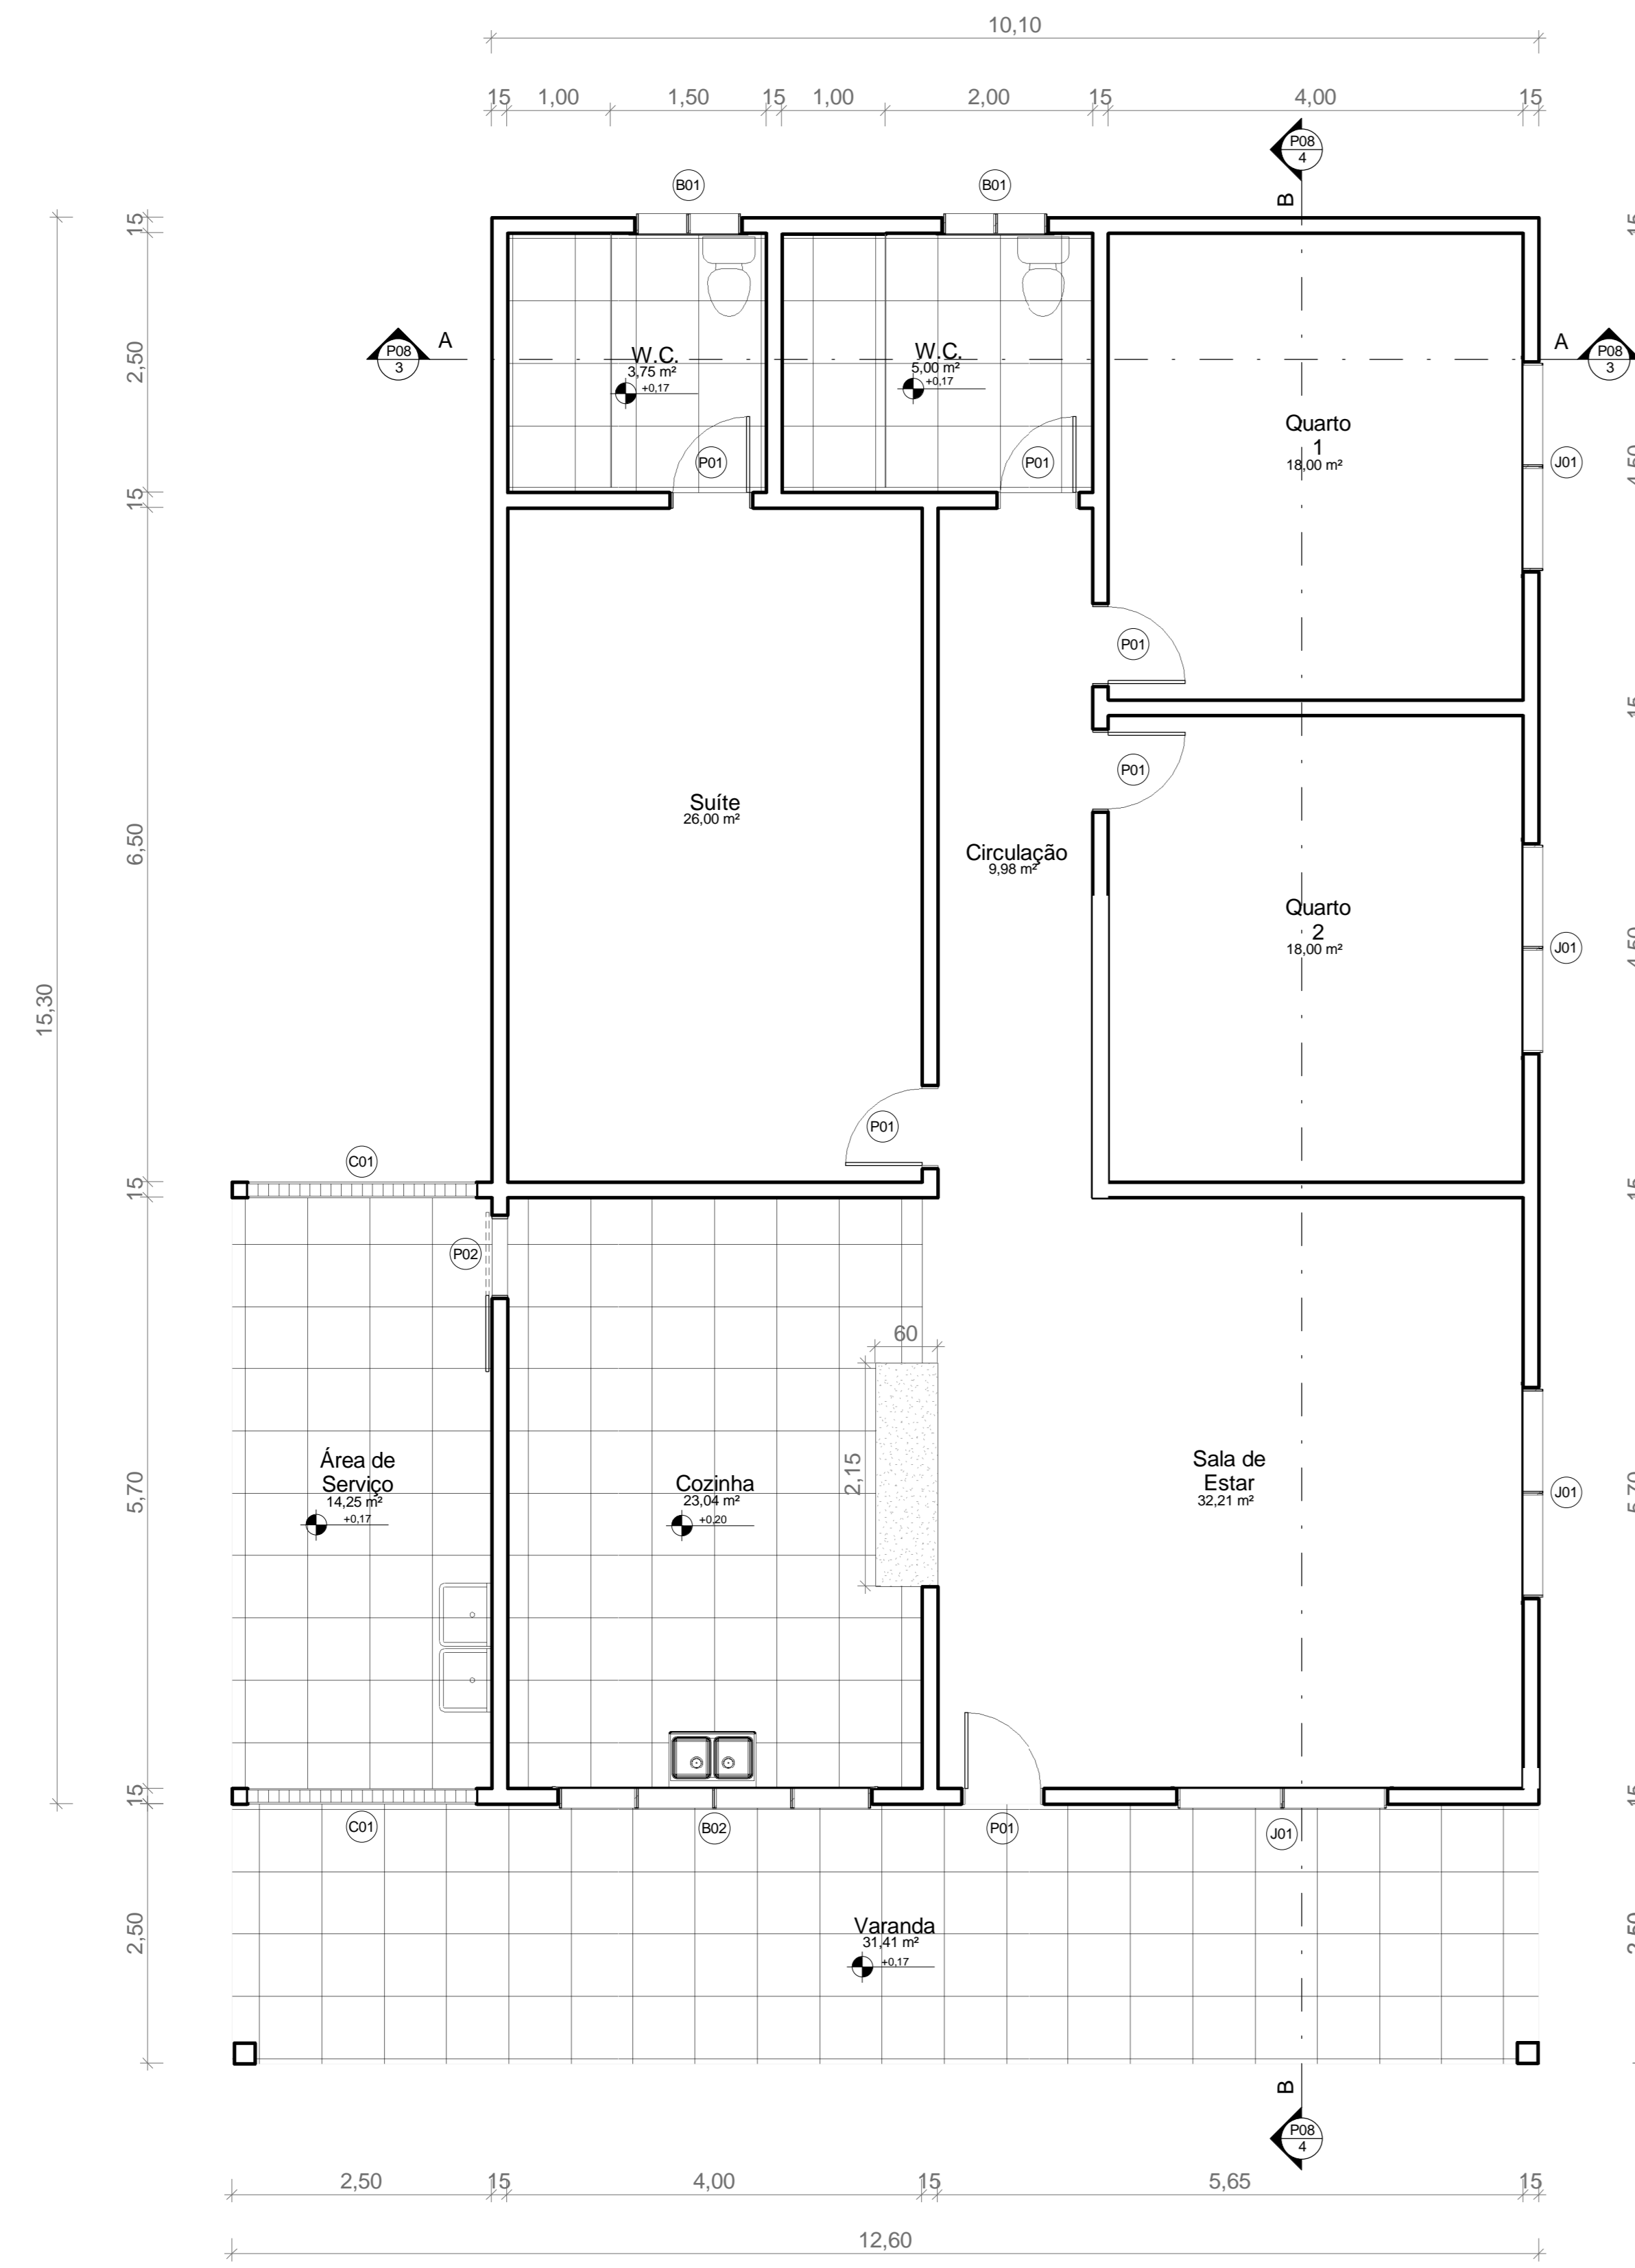 10,10
15 1,00 1,50 15 1,00 2,00 15 4,00 15
P08
4
B
B01
B01
15
A
P08
3
A
P08
3
2,50
W.C.
3,75 m²
+0,17
W.C.
5,00 m²
+0,17
Quarto
1
18,00 m²
P01
P01
J01
15
P01
P01
Suíte
26,00 m²
Circulação
9,98 m²
6,50
Quarto
2
18,00 m²
J01
15,30
P01
C01
15
P02
60
2,15
Área de
Serviço
14,25 m²
+0,17
Cozinha
23,04 m²
+0,20
Sala de
Estar
32,21 m²
J01
5,70
15
C01
B02
P01
J01
Varanda
31,41 m²
+0,17
2,50
B
P08
4
2,50 15 4,00 15 5,65 15
12,60